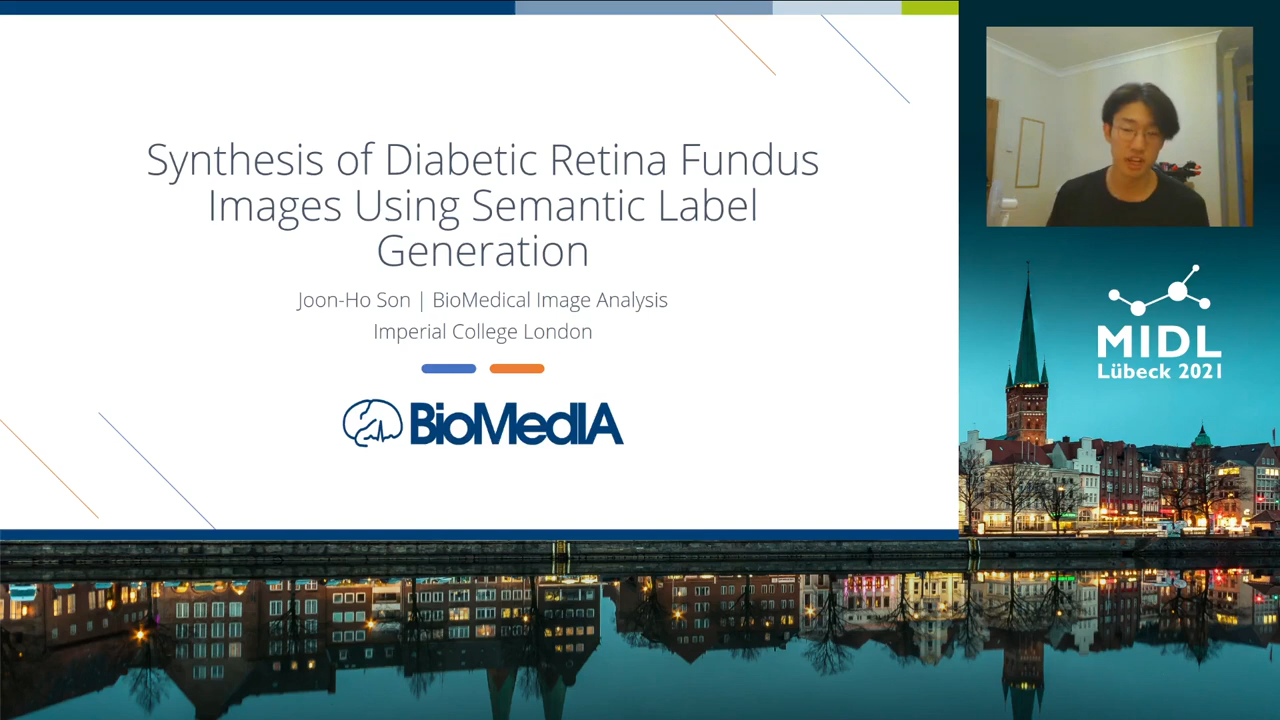 Synthesis of Diabetic Retina Fundus
Images Using Semantic Label
Generation
Joon-Ho Son | BioMedical Image Analysis
Imperial College London
BioMedIA
MIDL
Lübeck 2021